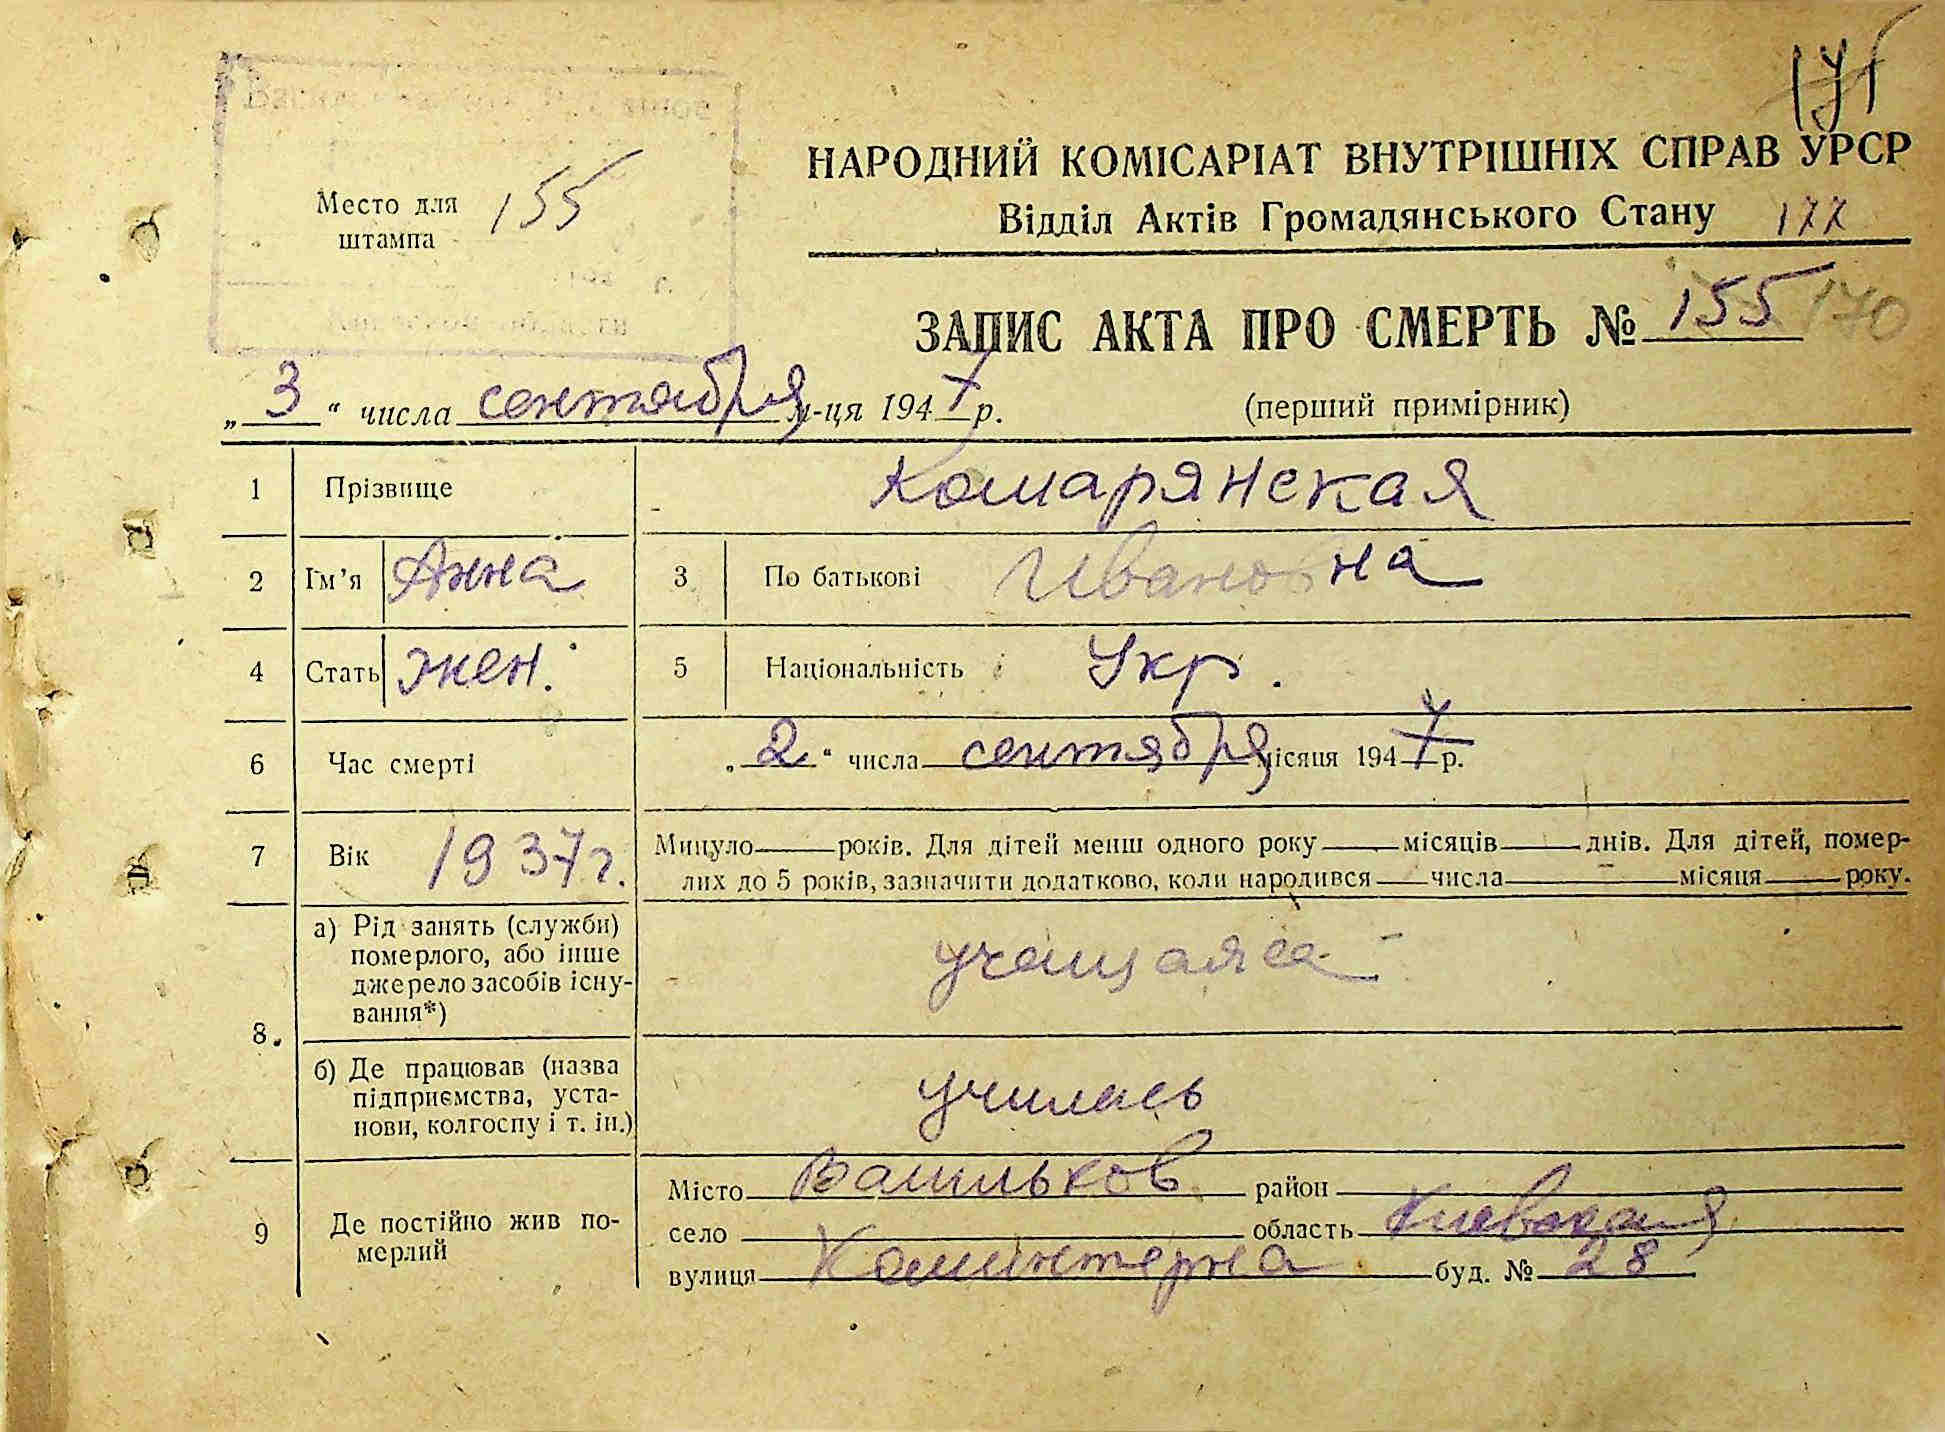 Место для
штампа
155
НАРОДНИЙ КОМІСАРІАТ ВНУТРІШНІХ СПРАВ УРСР
Відділ Актів Громадянського Стану 177
ЗАПИС АКТА ПРО СМЕРТЬ № 155 170
„3“ числа сентября м-ця 1947 р. (перший примірник)
1 Прізвище Комарянская
2 Ім’я Анна 3 По батькові Ивановна
4 Стать жен. 5 Національність Укр.
6 Час смерті „2“ числа сентября місяця 1947 р.
7 Вік 1937г. Минуло років. Для дітей менш одного року місяців днів. Для дітей, помер-
лих до 5 років, зазначити додатково, коли народився числа місяця року.
8. а) Рід занять (служби)
померлого, або інше
джерело засобів існу-
вання*)
учащаяся
б) Де працював (назва
підприємства, уста-
нови, колгоспу і т. ін.)
училась
9 Де постійно жив по-
мерлий
Місто Васильков район
село область Киевская
вулиця Коминтерна буд. № 28